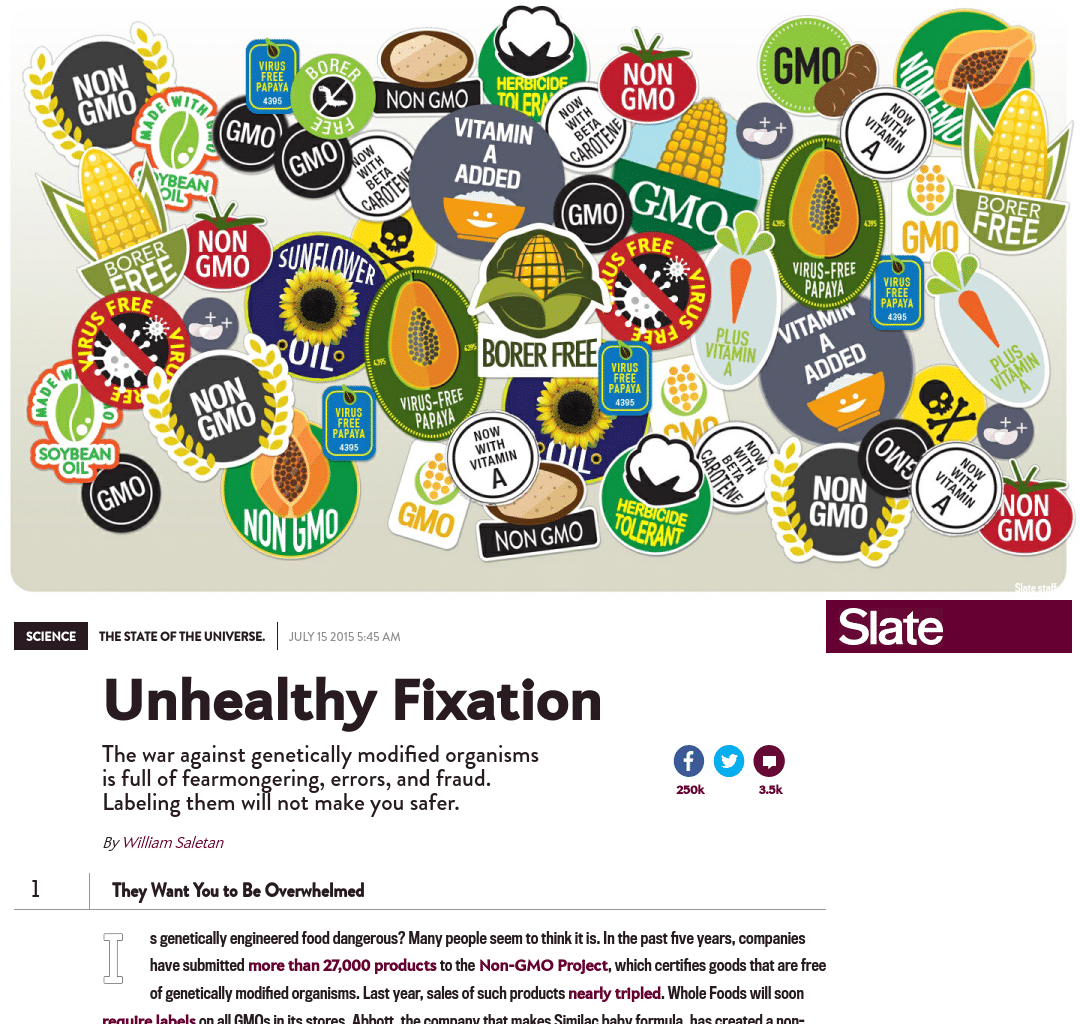 NON
GMO
MADE WITH
SOYBEAN
OIL
VIRUS
FREE
PAPAYA
4395
BORER
FREE
GMO
GMO
NON GMO
HERBICIDE
TOLERANT
NOW
WITH
BETA
CAROTENE
NON
GMO
GMO
NON GMO
NOW
WITH
BETA
CAROTENE
VITAMIN
A
ADDED
GMO
GMO
NOW
WITH
VITAMIN
A
BORER
FREE
NON
GMO
SUNFLOWER
OIL
4395
4395
VIRUS-FREE
PAPAYA
GMO
BORER
FREE
VIRUS FREE
VIRUS FREE
4395
4395
VIRUS-FREE
PAPAYA
BORER FREE
VIRUS FREE
VIRUS FREE
PLUS
VITAMIN
A
VIRUS
FREE
PAPAYA
4395
PLUS
VITAMIN
A
VITAMIN
A
ADDED
MADE W
SOYBEAN
OIL
NON
GMO
VIRUS
FREE
PAPAYA
4395
VIRUS
FREE
PAPAYA
4395
OIL
GMO
GMO
NON GMO
GMO
NOW
WITH
VITAMIN
A
NON GMO
HERBICIDE
TOLERANT
NOW
WITH
BETA
CAROTENE
NON
GMO
GMO
NOW
WITH
VITAMIN
A
NON
GMO
Slate staff
SCIENCE THE STATE OF THE UNIVERSE. JULY 15 2015 5:45 AM
Slate
Unhealthy Fixation
The war against genetically modified organisms
is full of fearmongering, errors, and fraud.
Labeling them will not make you safer.
250k 3.5k
By William Saletan
1 They Want You to Be Overwhelmed
Is genetically engineered food dangerous? Many people seem to think it is. In the past five years, companies
have submitted more than 27,000 products to the Non-GMO Project, which certifies goods that are free
of genetically modified organisms. Last year, sales of such products nearly tripled. Whole Foods will soon
require labels on all GMOs in its stores. Abbott, the company that makes Similac baby formula, has created a non-